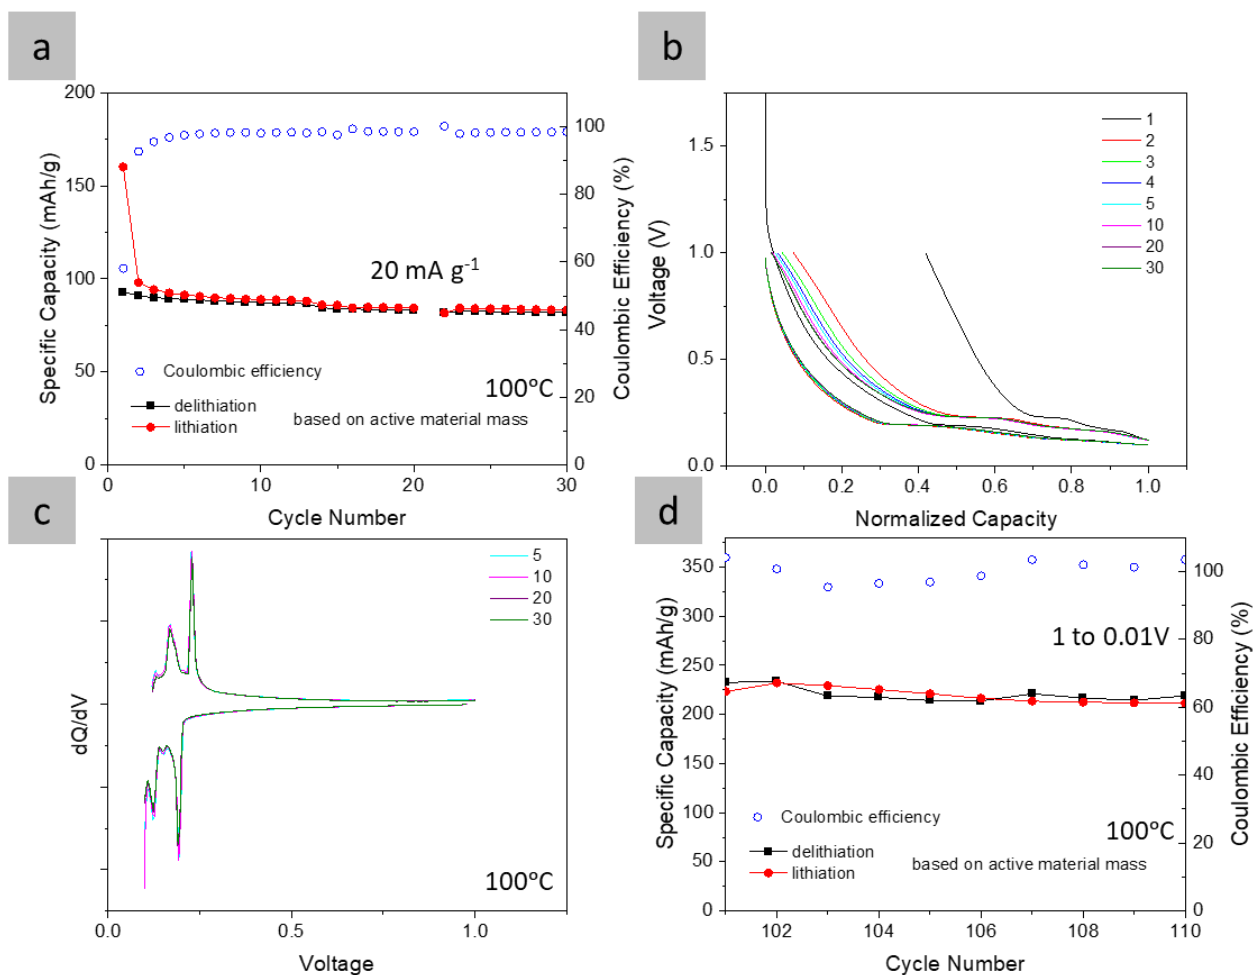 a
200
150
100
50
0
Specific Capacity (mAh/g)
100
80
60
40
20
0
Coulombic Efficiency (%)
20 mA g⁻¹
Coulombic efficiency
100°C
delithiation
based on active material mass
lithiation
0 10 20 30
Cycle Number
b
1.5
1.0
0.5
0.0
Voltage (V)
1
2
3
4
5
10
20
30
0.0 0.2 0.4 0.6 0.8 1.0
Normalized Capacity
c
dQ/dV
5
10
20
30
100°C
0.0 0.5 1.0
Voltage
d
350
300
250
200
150
100
50
0
Specific Capacity (mAh/g)
100
80
60
40
20
0
Coulombic Efficiency (%)
1 to 0.01V
Coulombic efficiency
100°C
delithiation
based on active material mass
lithiation
102 104 106 108 110
Cycle Number